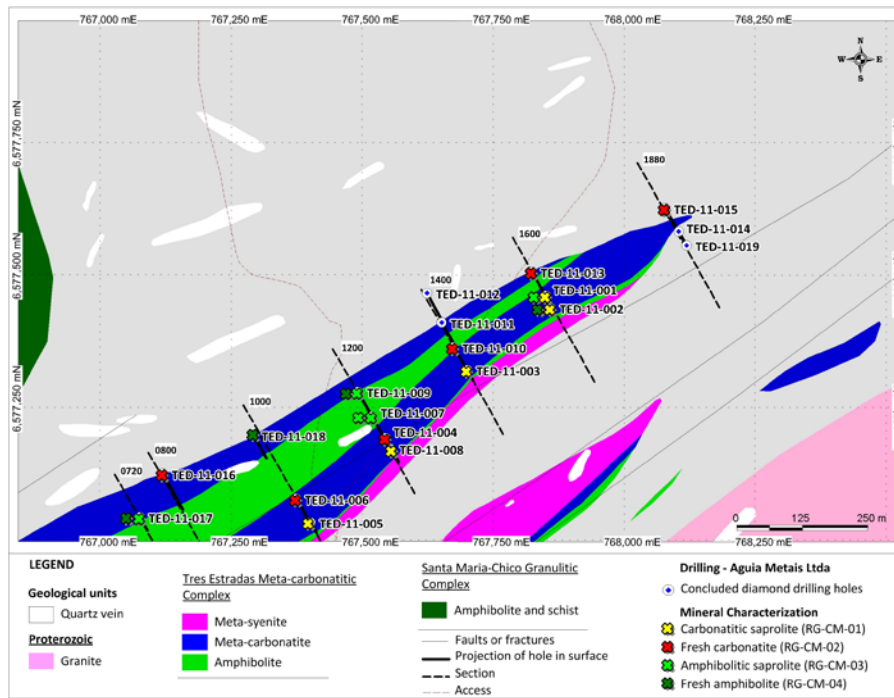 767,000 mE 767,250 mE 767,500 mE 767,750 mE 768,000 mE 768,250 mE
N
W E
S
6,577,750 mN
1880
TED-11-015
TED-11-014
1600
TED-11-019
6,577,500 mN
TED-11-013
1400
TED-11-012
TED-11-001
TED-11-002
TED-11-011
1200
TED-11-010
TED-11-003
TED-11-009
1000
6,577,250 mN
TED-11-007
TED-11-018
TED-11-004
0800
TED-11-008
0720
TED-11-016
TED-11-006
TED-11-017
TED-11-005
0 125 250 m
767,000 mE 767,250 mE 767,500 mE 767,750 mE 768,000 mE 768,250 mE
LEGEND
Geological units
Quartz vein
Proterozoic
Granite
Tres Estradas Meta-carbonatitic
Complex
Meta-syenite
Meta-carbonatite
Amphibolite
Santa Maria-Chico Granulitic
Complex
Amphibolite and schist
Faults or fractures
Projection of hole in surface
Section
Access
Drilling - Aguia Metais Ltda
Concluded diamond drilling holes
Mineral Characterization
Carbonatitic saprolite (RG-CM-01)
Fresh carbonatite (RG-CM-02)
Amphibolitic saprolite (RG-CM-03)
Fresh amphibolite (RG-CM-04)